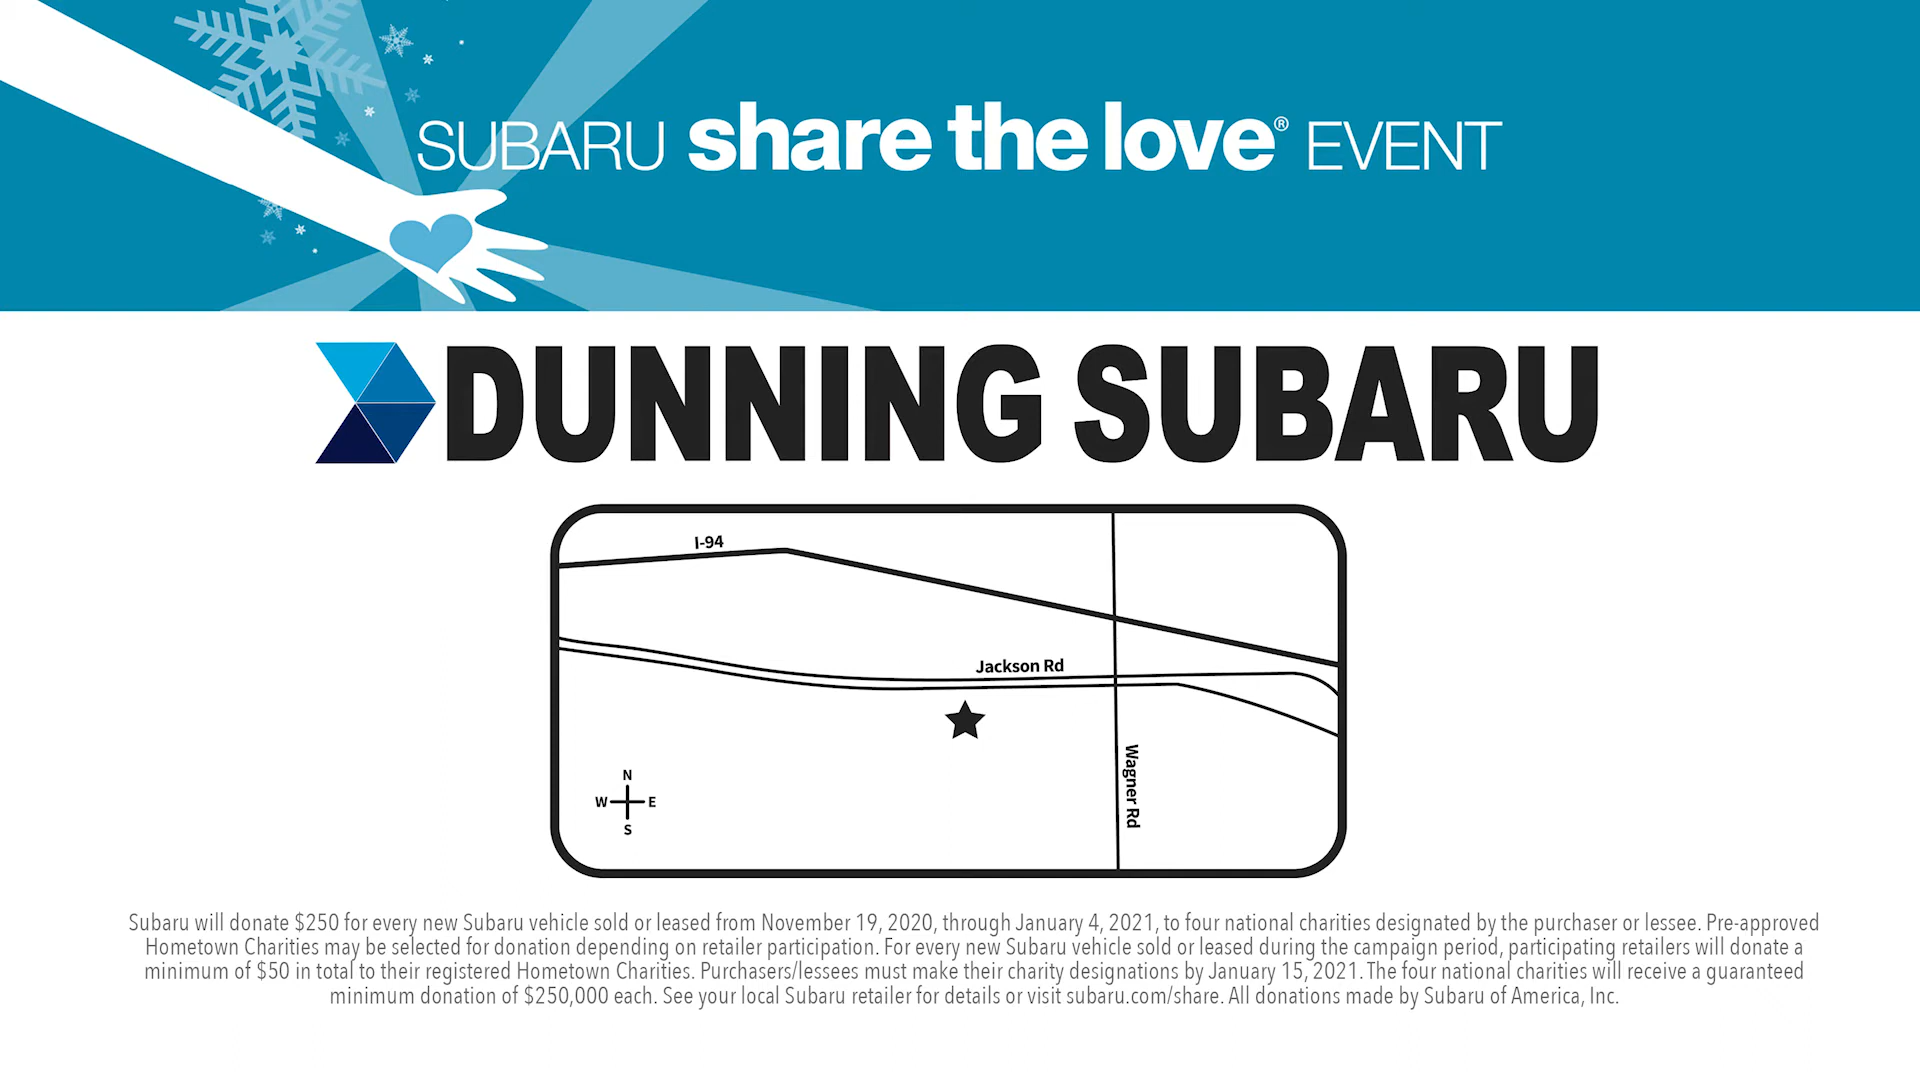 SUBARU share the love® EVENT
DUNNING SUBARU
I-94
Jackson Rd
Wagner Rd
N
W E
S
Subaru will donate $250 for every new Subaru vehicle sold or leased from November 19, 2020, through January 4, 2021, to four national charities designated by the purchaser or lessee. Pre-approved
Hometown Charities may be selected for donation depending on retailer participation. For every new Subaru vehicle sold or leased during the campaign period, participating retailers will donate a
minimum of $50 in total to their registered Hometown Charities. Purchasers/lessees must make their charity designations by January 15, 2021. The four national charities will receive a guaranteed
minimum donation of $250,000 each. See your local Subaru retailer for details or visit subaru.com/share. All donations made by Subaru of America, Inc.